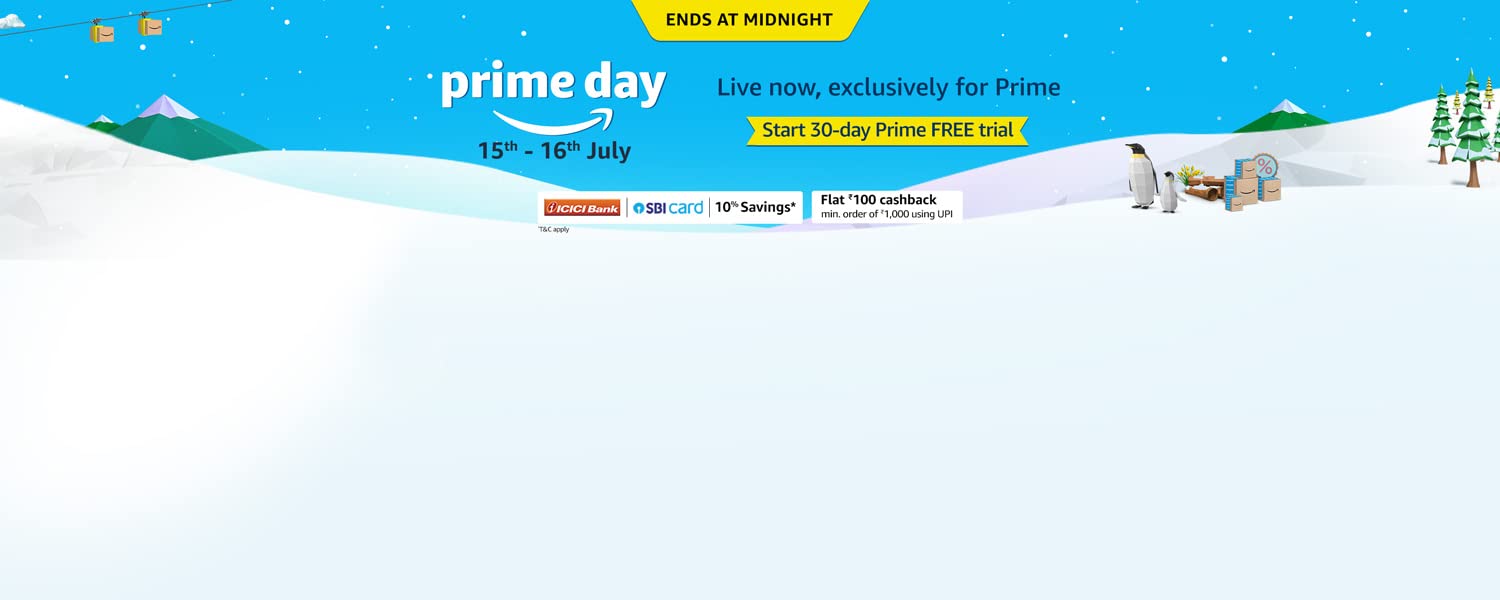 ENDS AT MIDNIGHT
prime day
15th - 16th July
Live now, exclusively for Prime
Start 30-day Prime FREE trial
ICICI Bank | SBI card | 10% Savings*
Flat ₹100 cashback
min. order of ₹1,000 using UPI
*T&C apply
%